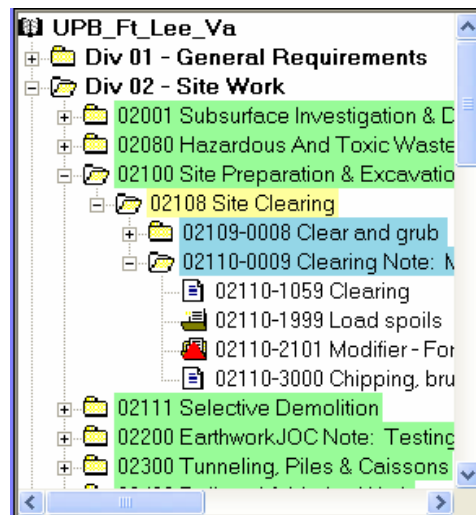 UPB_Ft_Lee_Va
Div 01 - General Requirements
Div 02 - Site Work
02001 Subsurface Investigation & D
02080 Hazardous And Toxic Waste
02100 Site Preparation & Excavatio
02108 Site Clearing
02109-0008 Clear and grub
02110-0009 Clearing Note: M
02110-1059 Clearing
02110-1999 Load spoils
02110-2101 Modifier - For
02110-3000 Chipping, bru
02111 Selective Demolition
02200 EarthworkJOC Note: Testing
02300 Tunneling, Piles & Caissons